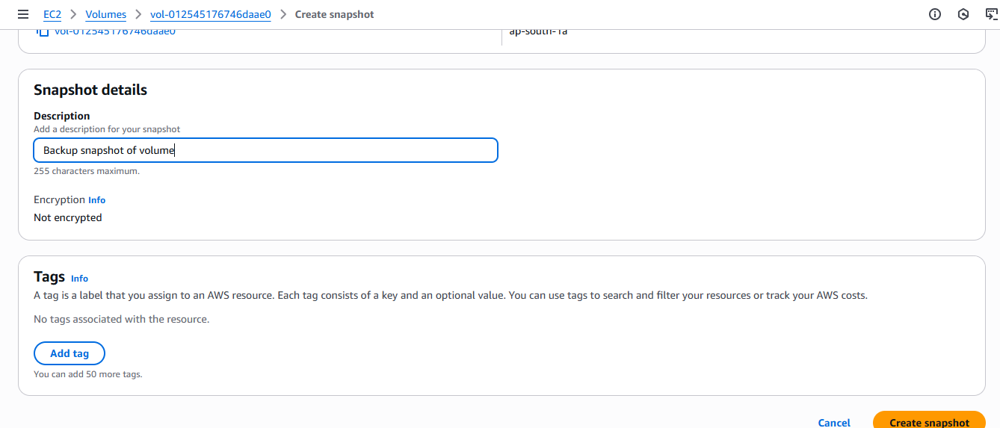 EC2 > Volumes > vol-012545176746daae0 > Create snapshot
vol-012545176746daae0 ap-south-1a
Snapshot details
Description
Add a description for your snapshot
Backup snapshot of volume
255 characters maximum.
Encryption Info
Not encrypted
Tags Info
A tag is a label that you assign to an AWS resource. Each tag consists of a key and an optional value. You can use tags to search and filter your resources or track your AWS costs.
No tags associated with the resource.
Add tag
You can add 50 more tags.
Cancel Create snapshot